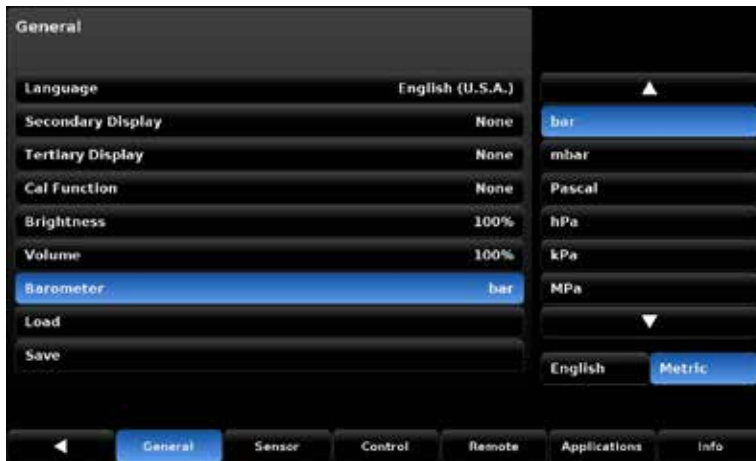 General
Language English (U.S.A.)
Secondary Display None
Tertiary Display None
Cal Function None
Brightness 100%
Volume 100%
Barometer bar
Load
Save
bar
mbar
Pascal
hPa
kPa
MPa
English Metric
General Sensor Control Remote Applications Info